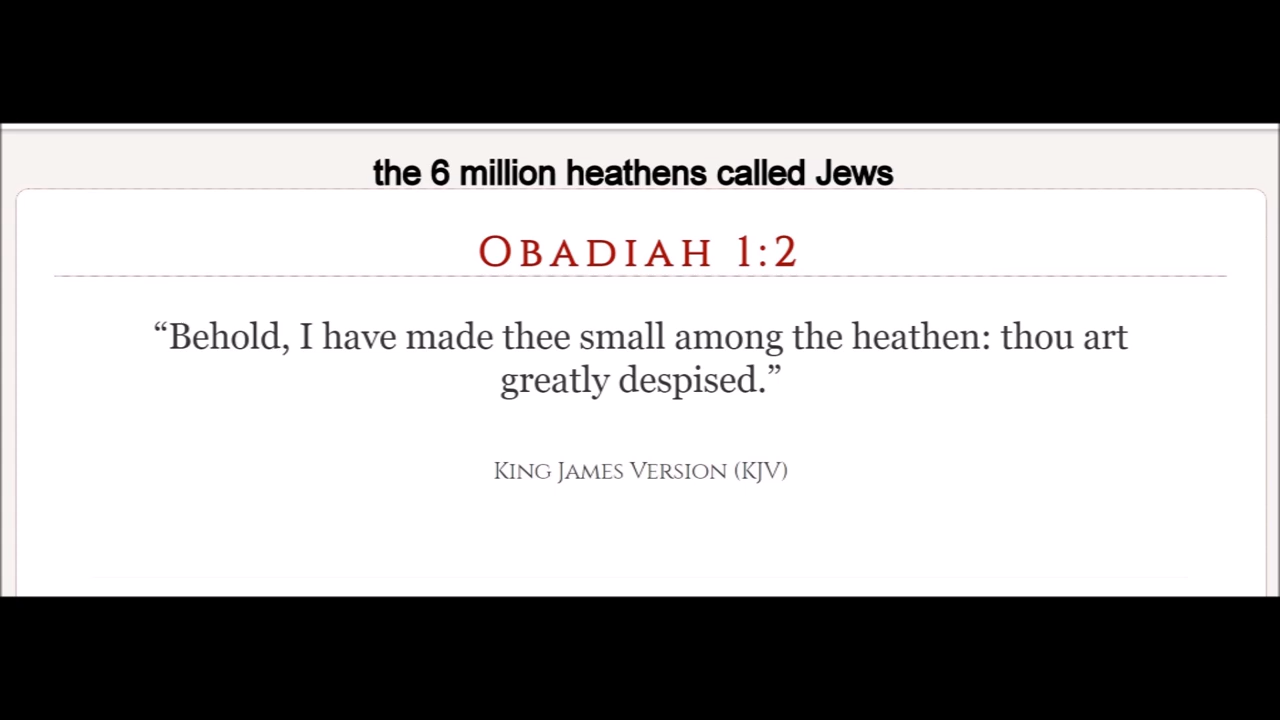 the 6 million heathens called Jews
OBADIAH 1:2
“Behold, I have made thee small among the heathen: thou art
greatly despised.”
KING JAMES VERSION (KJV)